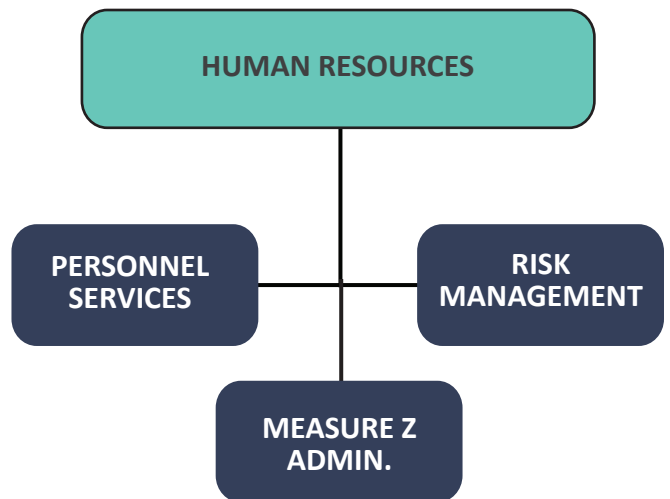 HUMAN RESOURCES
PERSONNEL
SERVICES
RISK
MANAGEMENT
MEASURE Z
ADMIN.